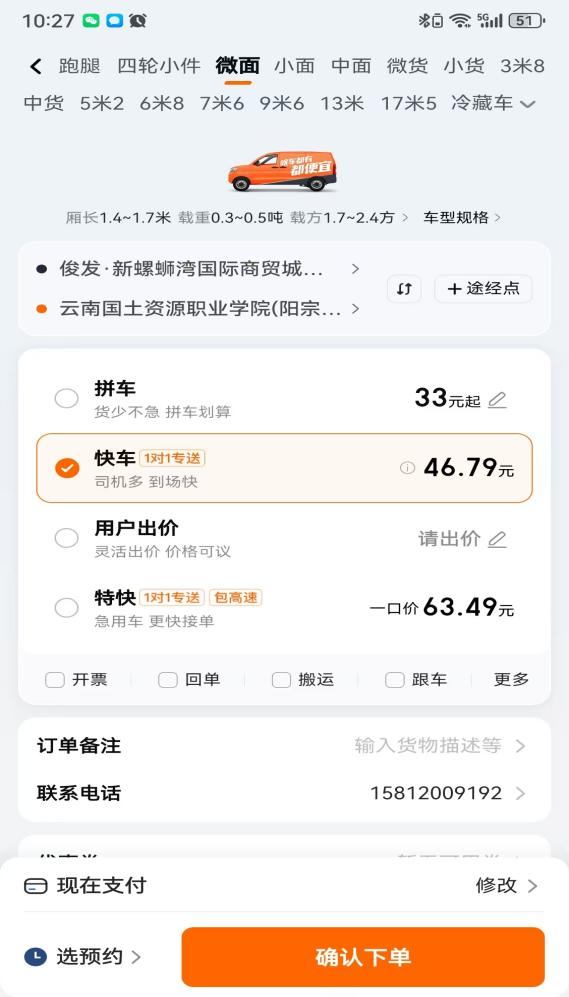 10:27 5G 51
跑腿 四轮小件 微面 小面 中面 微货 小货 3米8
中货 5米2 6米8 7米6 9米6 13米 17米5 冷藏车
都便宜
厢长1.4~1.7米 载重0.3~0.5吨 载方1.7~2.4方 车型规格
俊发·新螺蛳湾国际商贸城...
云南国土资源职业学院(阳宗...
+途经点
拼车
33元起
货少不急 拼车划算
快车 1对1专送
46.79元
司机多 到场快
用户出价
请出价
灵活出价 价格可议
特快 1对1专送 包高速
一口价63.49元
急用车 更快接单
开票 回单 搬运 跟车 更多
订单备注 输入货物描述等
联系电话 15812009192
现在支付 修改
选预约 确认下单